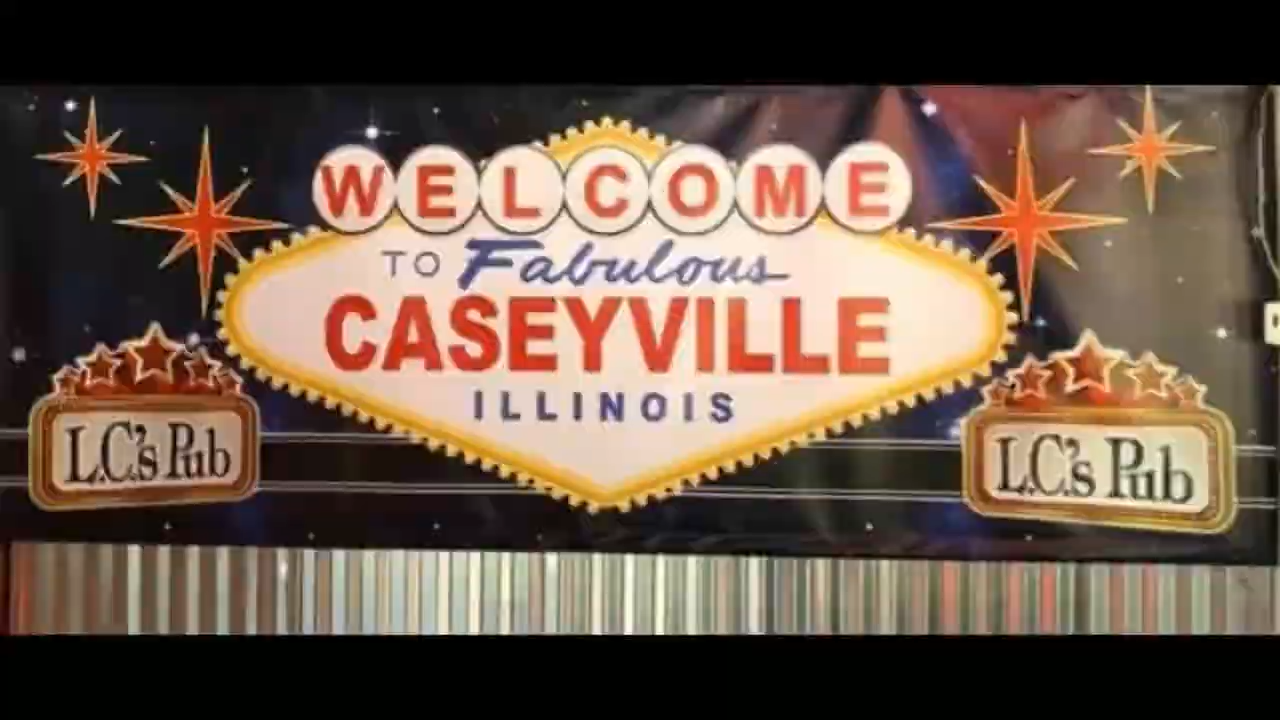 WELCOME
TO Fabulous
CASEYVILLE
ILLINOIS
L.C.'s Pub
L.C.'s Pub